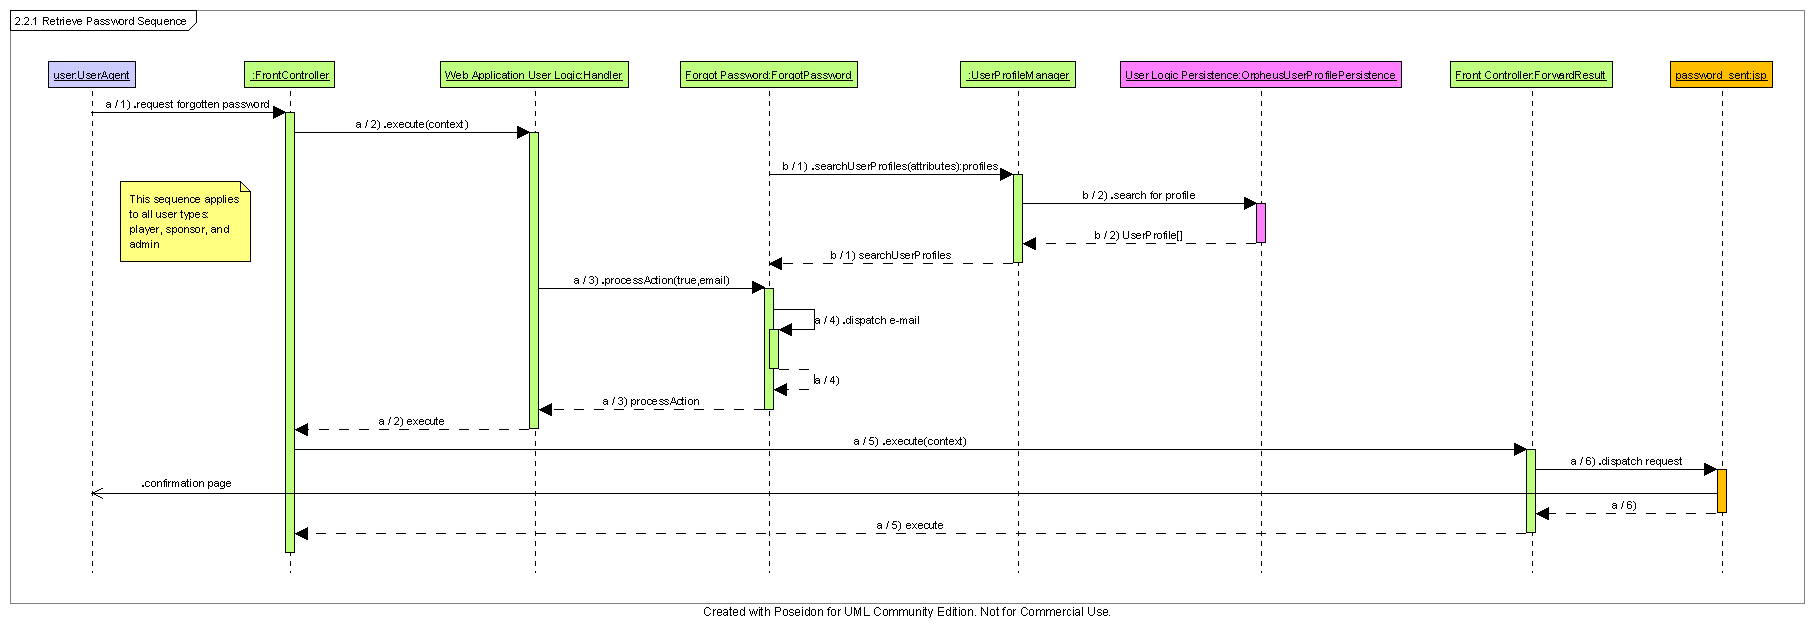 2.2.1 Retrieve Password Sequence
user:UserAgent
:FrontController
Web Application User Logic:Handler
Forgot Password:ForgotPassword
:UserProfileManager
User Logic Persistence:OrpheusUserProfilePersistence
Front Controller:ForwardResult
password_sent:jsp
a / 1) .request forgotten password
a / 2) .execute(context)
b / 1) .searchUserProfiles(attributes):profiles
b / 2) .search for profile
This sequence applies
to all user types:
player, sponsor, and
admin
b / 2) UserProfile[]
b / 1) searchUserProfiles
a / 3) .processAction(true,email)
a / 4) .dispatch e-mail
a / 4)
a / 3) processAction
a / 2) execute
a / 5) .execute(context)
a / 6) .dispatch request
.confirmation page
a / 6)
a / 5) execute
Created with Poseidon for UML Community Edition. Not for Commercial Use.